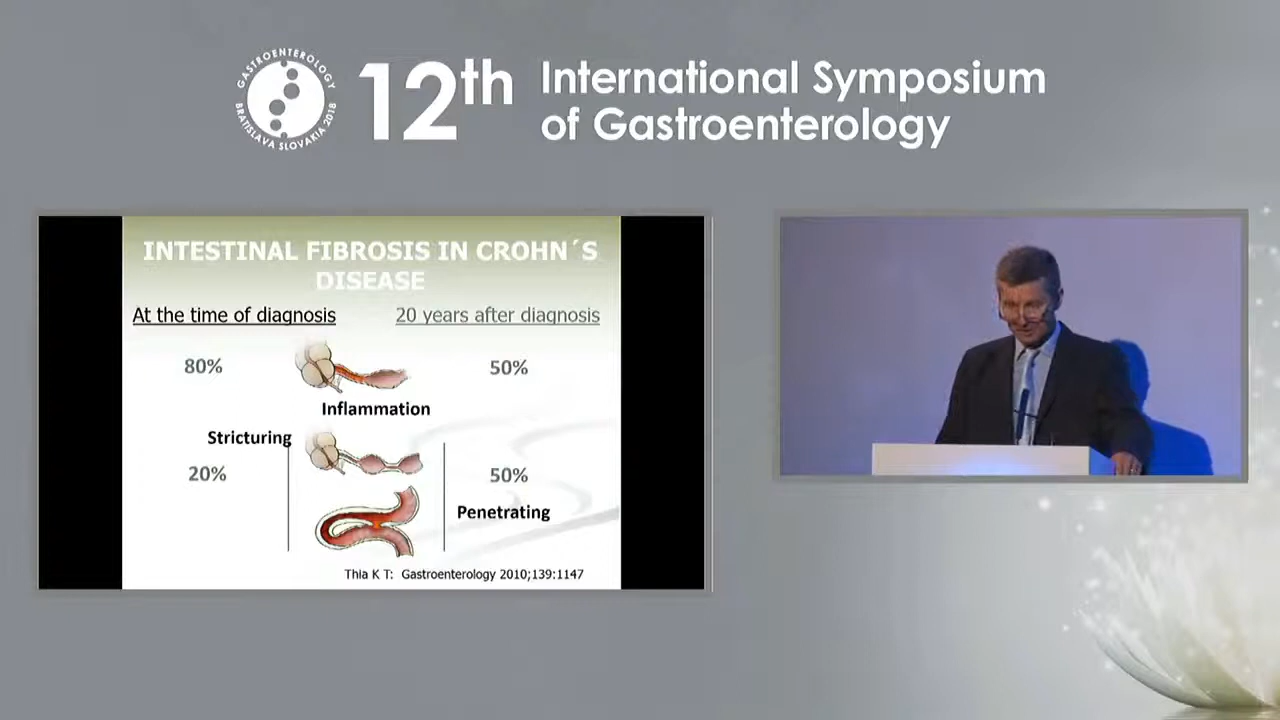 GASTROENTEROLOGY
BRATISLAVA SLOVAKIA 2018
12th
International Symposium
of Gastroenterology
INTESTINAL FIBROSIS IN CROHN´S
DISEASE
At the time of diagnosis
20 years after diagnosis
80%
50%
Inflammation
Stricturing
20%
50%
Penetrating
Thia K T: Gastroenterology 2010;139:1147